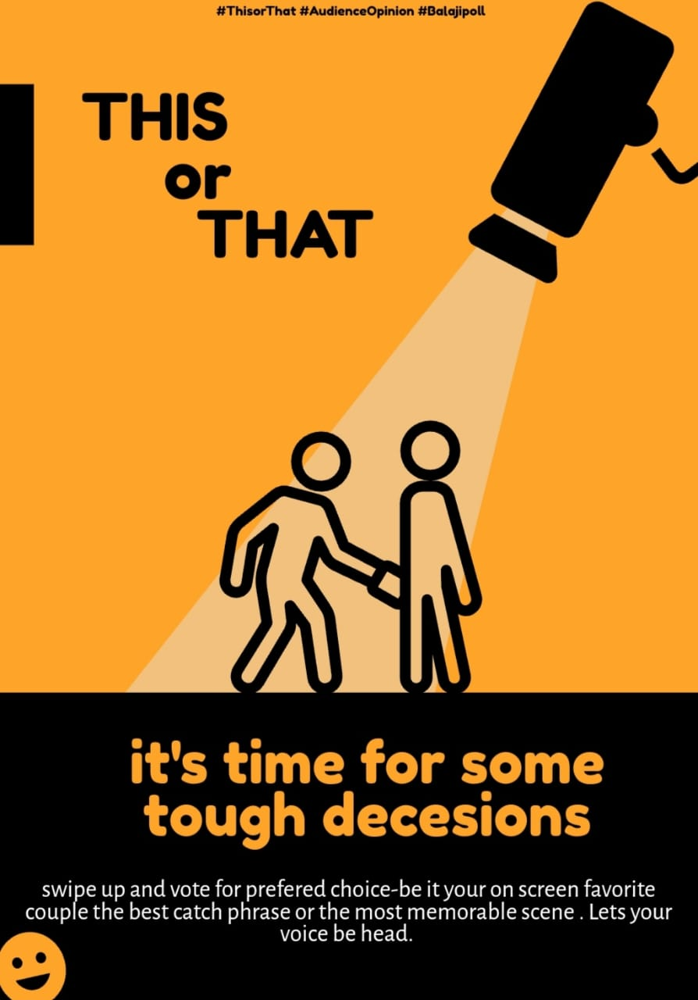 #ThisorThat #AudienceOpinion #Balajipoll
THIS
or
THAT
it's time for some
tough decesions
swipe up and vote for prefered choice-be it your on screen favorite
couple the best catch phrase or the most memorable scene . Lets your
voice be head.